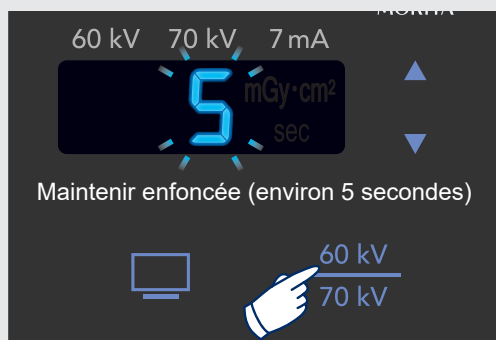 MORITA
60 kV 70 kV 7 mA
5 mGy·cm²
sec
Maintenir enfoncée (environ 5 secondes)
60 kV
70 kV